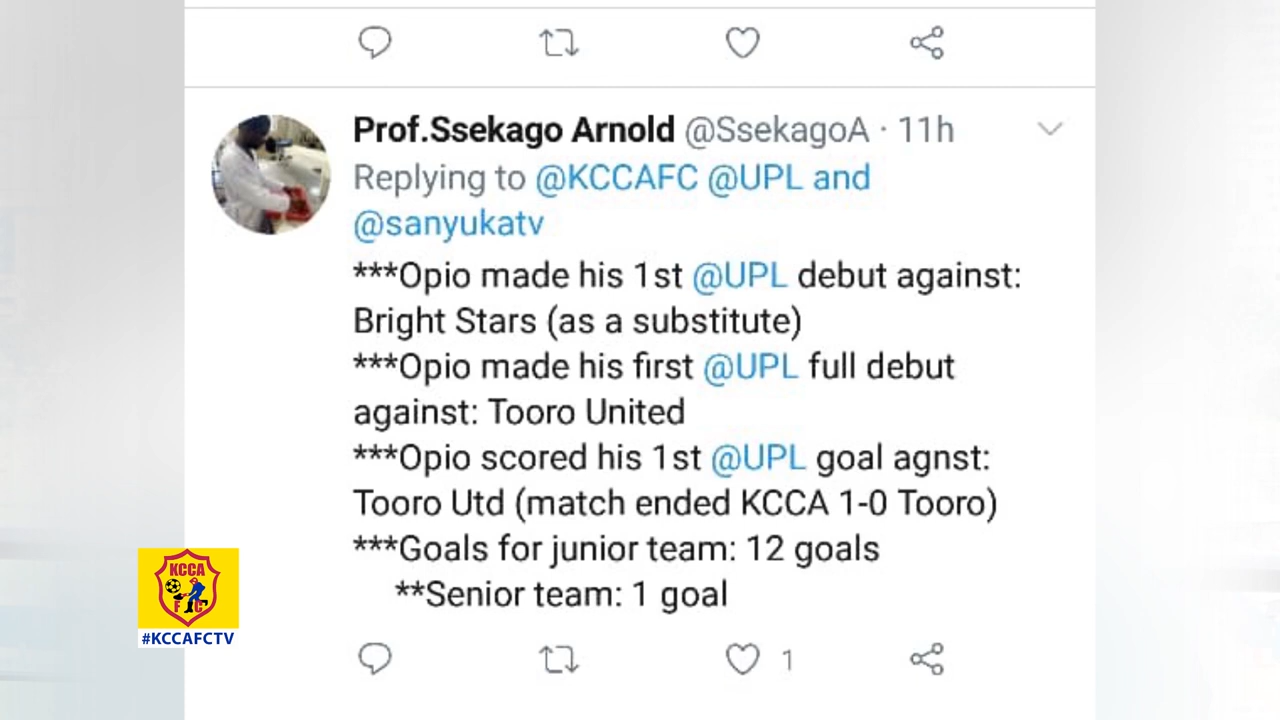 Prof.Ssekago Arnold @SsekagoA · 11h
Replying to @KCCAFC @UPL and
@sanyukatv
***Opio made his 1st @UPL debut against:
Bright Stars (as a substitute)
***Opio made his first @UPL full debut
against: Tooro United
***Opio scored his 1st @UPL goal agnst:
Tooro Utd (match ended KCCA 1-0 Tooro)
***Goals for junior team: 12 goals
**Senior team: 1 goal
1
KCCA
F C
#KCCAFCTV